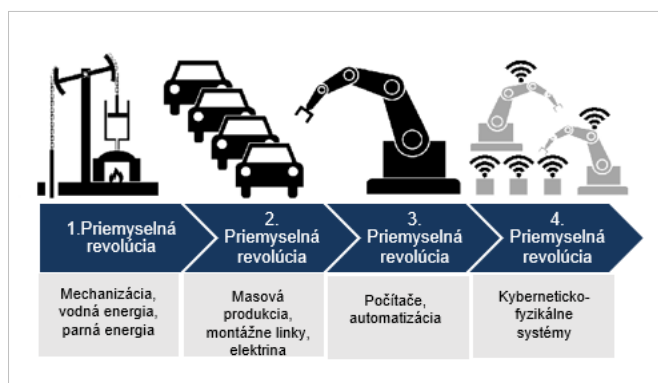 1.Priemyselná
revolúcia
2.
Priemyselná
revolúcia
3.
Priemyselná
revolúcia
4.
Priemyselná
revolúcia
Mechanizácia,
vodná energia,
parná energia
Masová
produkcia,
montážne linky,
elektrina
Počítače,
automatizácia
Kyberneticko-
fyzikálne
systémy